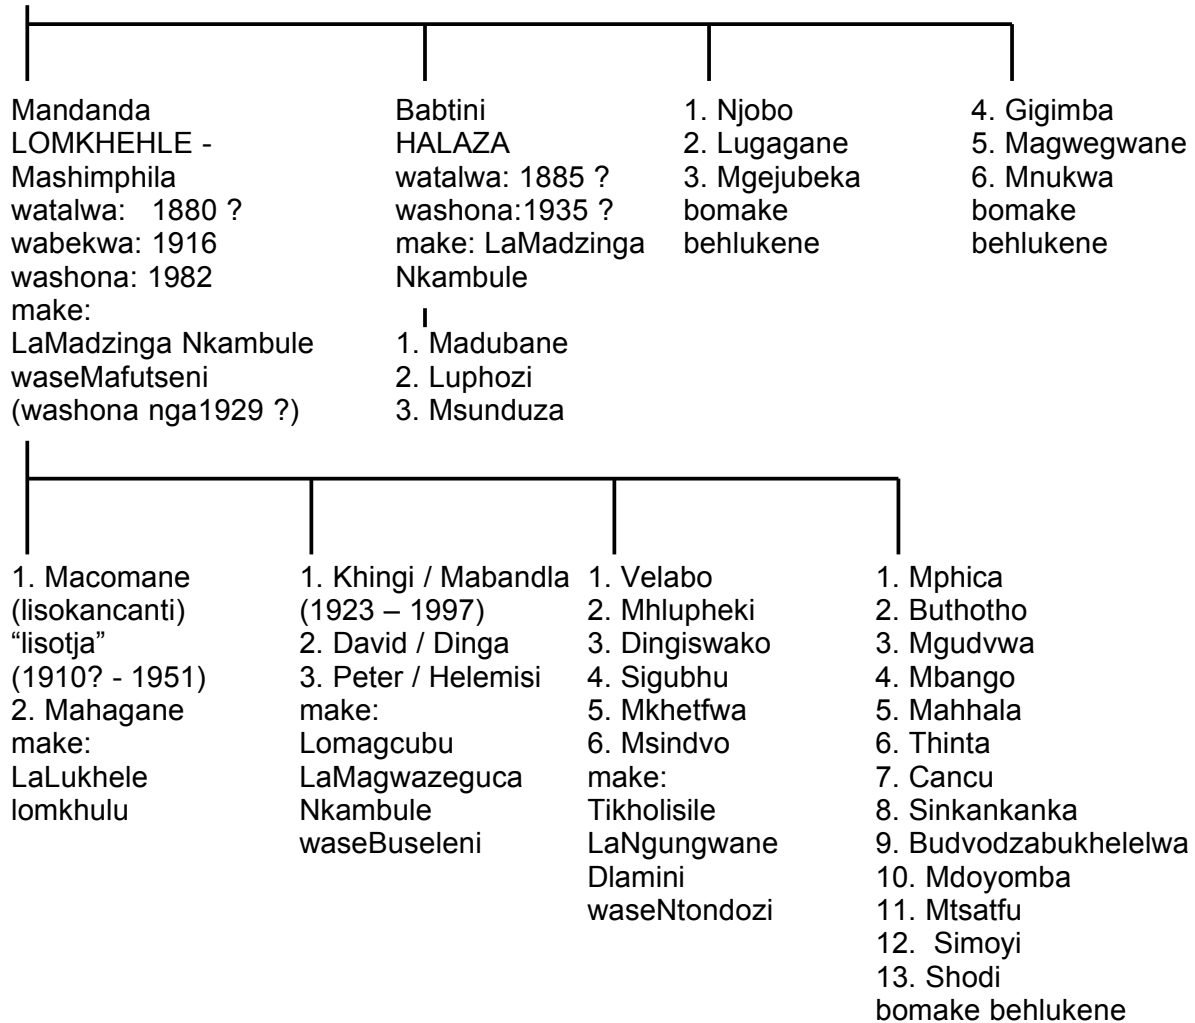 Mandanda
LOMKHEHLE -
Mashimphila
watalwa: 1880 ?
wabekwa: 1916
washona: 1982
make:
LaMadzinga Nkambule
waseMafutseni
(washona nga1929 ?)
Babtini
HALAZA
watalwa: 1885 ?
washona:1935 ?
make: LaMadzinga
Nkambule
1. Madubane
2. Luphozi
3. Msunduza
1. Njobo
2. Lugagane
3. Mgejubeka
bomake
behlukene
4. Gigimba
5. Magwegwane
6. Mnukwa
bomake
behlukene
1. Macomane
(lisokancanti)
“lisotja”
(1910? - 1951)
2. Mahagane
make:
LaLukhele
lomkhulu
1. Khingi / Mabandla
(1923 – 1997)
2. David / Dinga
3. Peter / Helemisi
make:
Lomagcubu
LaMagwazeguca
Nkambule
waseBuseleni
1. Velabo
2. Mhlupheki
3. Dingiswako
4. Sigubhu
5. Mkhetfwa
6. Msindvo
make:
Tikholisile
LaNgungwane
Dlamini
waseNtondozi
1. Mphica
2. Buthotho
3. Mgudvwa
4. Mbango
5. Mahhala
6. Thinta
7. Cancu
8. Sinkankanka
9. Budvodzabukhelelwa
10. Mdoyomba
11. Mtsatfu
12. Simoyi
13. Shodi
bomake behlukene